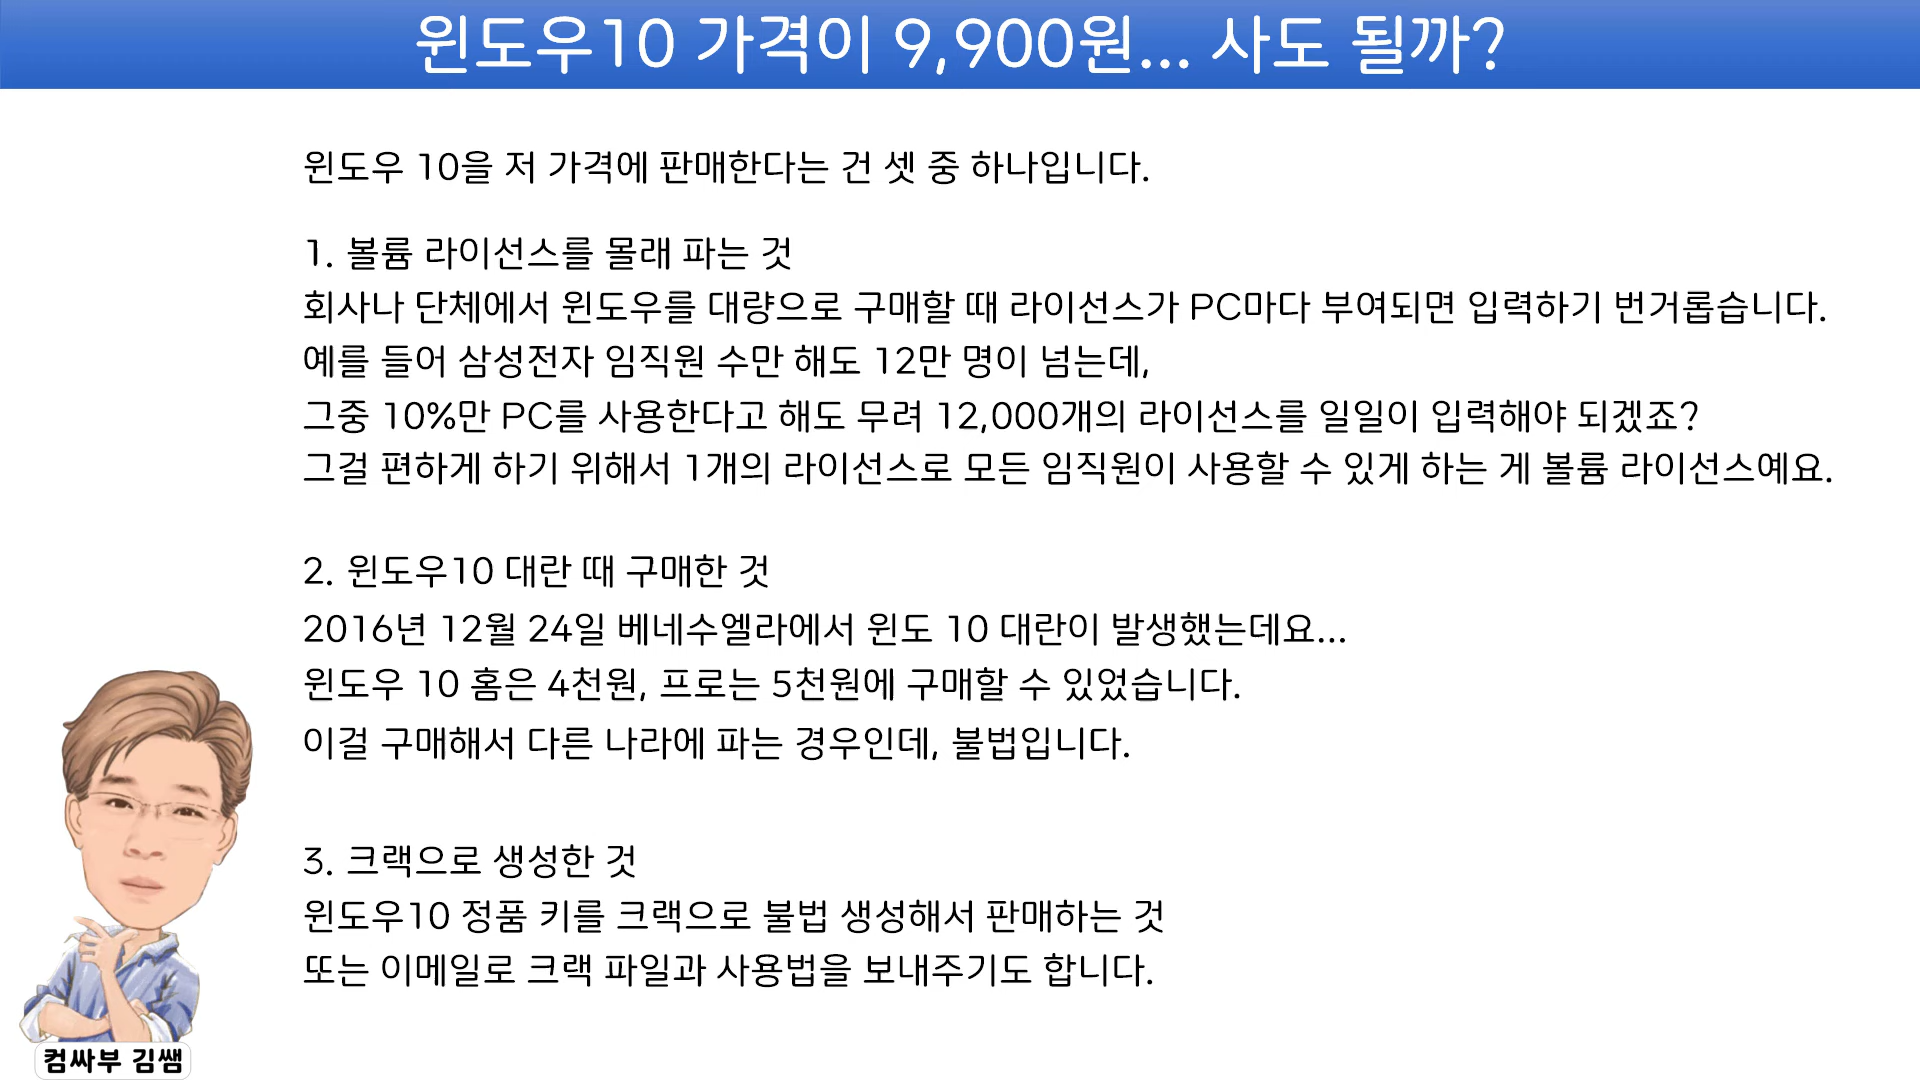 윈도우10 가격이 9,900원... 사도 될까?
윈도우 10을 저 가격에 판매한다는 건 셋 중 하나입니다.
1. 볼륨 라이선스를 몰래 파는 것
회사나 단체에서 윈도우를 대량으로 구매할 때 라이선스가 PC마다 부여되면 입력하기 번거롭습니다.
예를 들어 삼성전자 임직원 수만 해도 12만 명이 넘는데,
그중 10%만 PC를 사용한다고 해도 무려 12,000개의 라이선스를 일일이 입력해야 되겠죠?
그걸 편하게 하기 위해서 1개의 라이선스로 모든 임직원이 사용할 수 있게 하는 게 볼륨 라이선스예요.
2. 윈도우10 대란 때 구매한 것
2016년 12월 24일 베네수엘라에서 윈도 10 대란이 발생했는데요...
윈도우 10 홈은 4천원, 프로는 5천원에 구매할 수 있었습니다.
이걸 구매해서 다른 나라에 파는 경우인데, 불법입니다.
3. 크랙으로 생성한 것
윈도우10 정품 키를 크랙으로 불법 생성해서 판매하는 것
또는 이메일로 크랙 파일과 사용법을 보내주기도 합니다.
컴싸부 김쌤